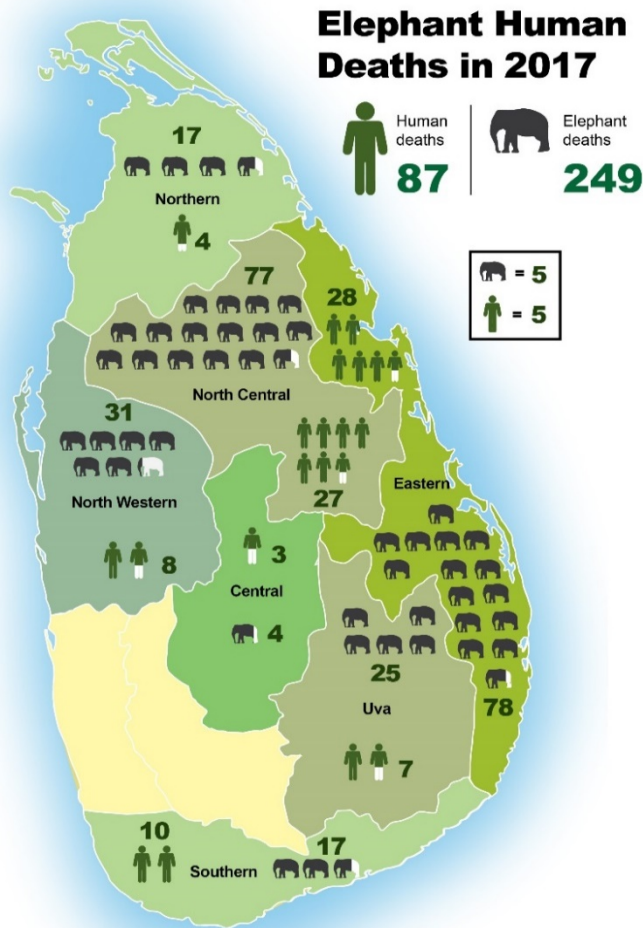 Elephant Human
Deaths in 2017
Human
deaths
87
Elephant
deaths
249
= 5
= 5
17
Northern
4
77
North Central
27
28
Eastern
78
31
North Western
8
3
Central
4
25
Uva
7
10
Southern
17